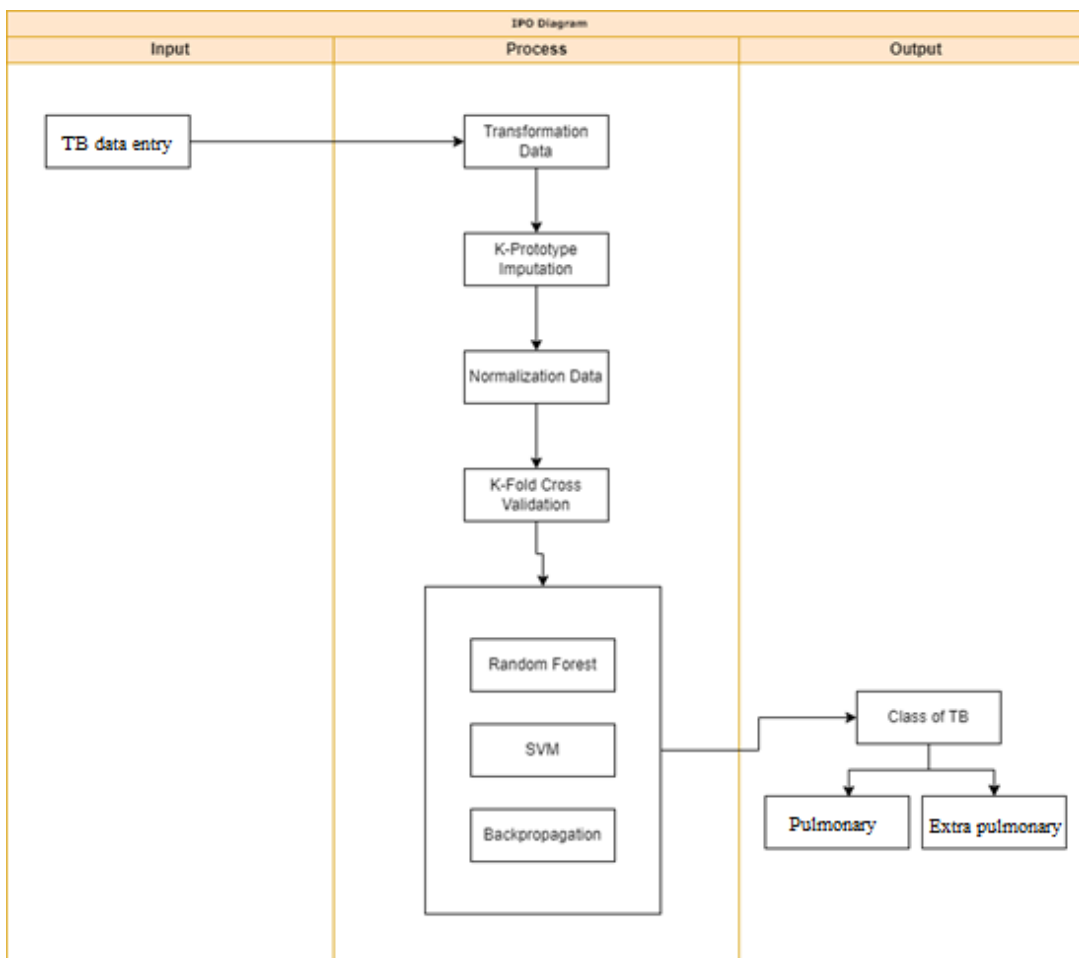 IPO Diagram
Input
Process
Output
TB data entry
Transformation
Data
K-Prototype
Imputation
Normalization Data
K-Fold Cross
Validation
Random Forest
SVM
Backpropagation
Class of TB
Pulmonary
Extra pulmonary